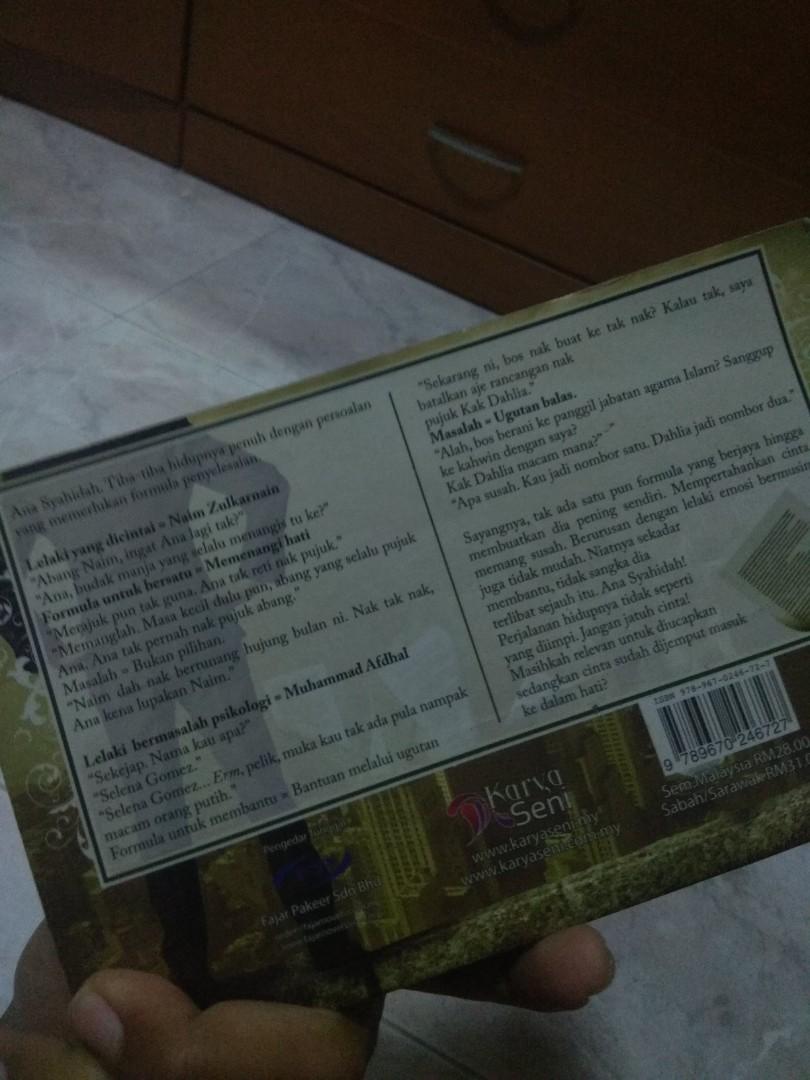 Ana Syahidah. Tiba-tiba hidupnya penuh dengan persoalan
yang memerlukan formula penyelesaian.
Lelaki yang dicintai = Naim Zulkarnain
"Abang Naim, ingat Ana lagi tak?"
"Ana, budak manja yang selalu menangis tu ke?"
Formula untuk bersatu = Memenangi hati
"Merajuk pun tak guna, Ana tak reti nak pujuk."
"Memanglah. Masa kecil dulu pun, abang yang selalu pujuk
Ana. Ana tak pernah nak pujuk abang."
Masalah = Bukan pilihan.
"Naim dah nak bertunang hujung bulan ni. Nak tak nak,
Ana kena lupakan Naim."
Lelaki bermasalah psikologi = Muhammad Afdhal
"Sekejap. Nama kau apa?"
"Selena Gomez."
"Selena Gomez... Erm, pelik, muka kau tak ada pula nampak
macam orang putih."
Formula untuk membantu = Bantuan melalui ugutan
"Sekarang ni, bos nak buat ke tak nak? Kalau tak, saya
batalkan aje rancangan nak
pujuk Kak Dahlia."
Masalah = Ugutan balas.
"Alah, bos berani ke panggil jabatan agama Islam? Sanggup
ke kahwin dengan saya?
Kak Dahlia macam mana?"
"Apa susah. Kau jadi nombor satu. Dahlia jadi nombor dua."
Sayangnya, tak ada satu pun formula yang berjaya hingga
membuatkan dia pening sendiri. Mempertahankan cinta
memang susah. Berurusan dengan lelaki emosi bermusim
juga tidak mudah. Niatnya sekadar
membantu, tidak sangka dia
terlibat sejauh itu. Ana Syahidah!
Perjalanan hidupnya tidak seperti
yang diimpi. Jangan jatuh cinta!
Masihkah relevan untuk diucapkan
sedangkan cinta sudah dijemput masuk
ke dalam hati?
Pengedar Tunggal:
Fajar Pakeer Sdn Bhd
Karya
Seni
www.karyaseni.my
www.karyaseni.com.my
ISBN 978-967-0246-72-7
9 789670 246727
Sem. Malaysia RM28.00
Sabah/Sarawak RM31.0